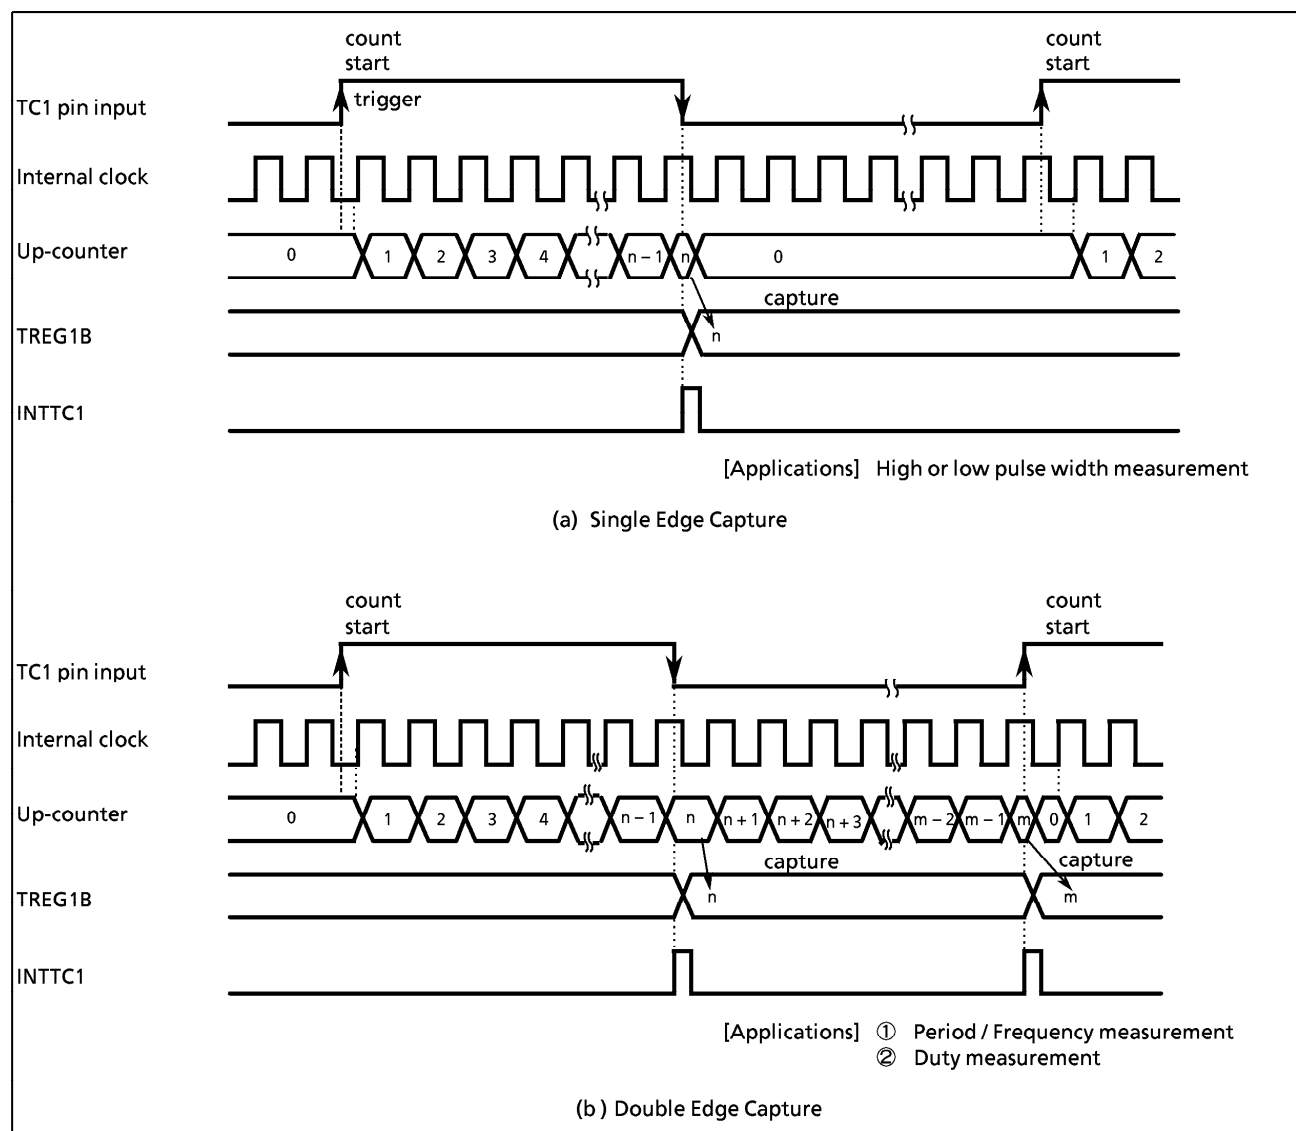 count
start
count
start
TC1 pin input
trigger
Internal clock
Up-counter
0 1 2 3 4 n – 1 n 0 1 2
capture
TREG1B
n
INTTC1
[Applications] High or low pulse width measurement
(a) Single Edge Capture
count
start
count
start
TC1 pin input
Internal clock
Up-counter
0 1 2 3 4 n – 1 n n + 1 n + 2 n + 3 m – 2 m – 1 m 0 1 2
capture
capture
TREG1B
n
m
INTTC1
[Applications] ① Period / Frequency measurement
② Duty measurement
(b ) Double Edge Capture